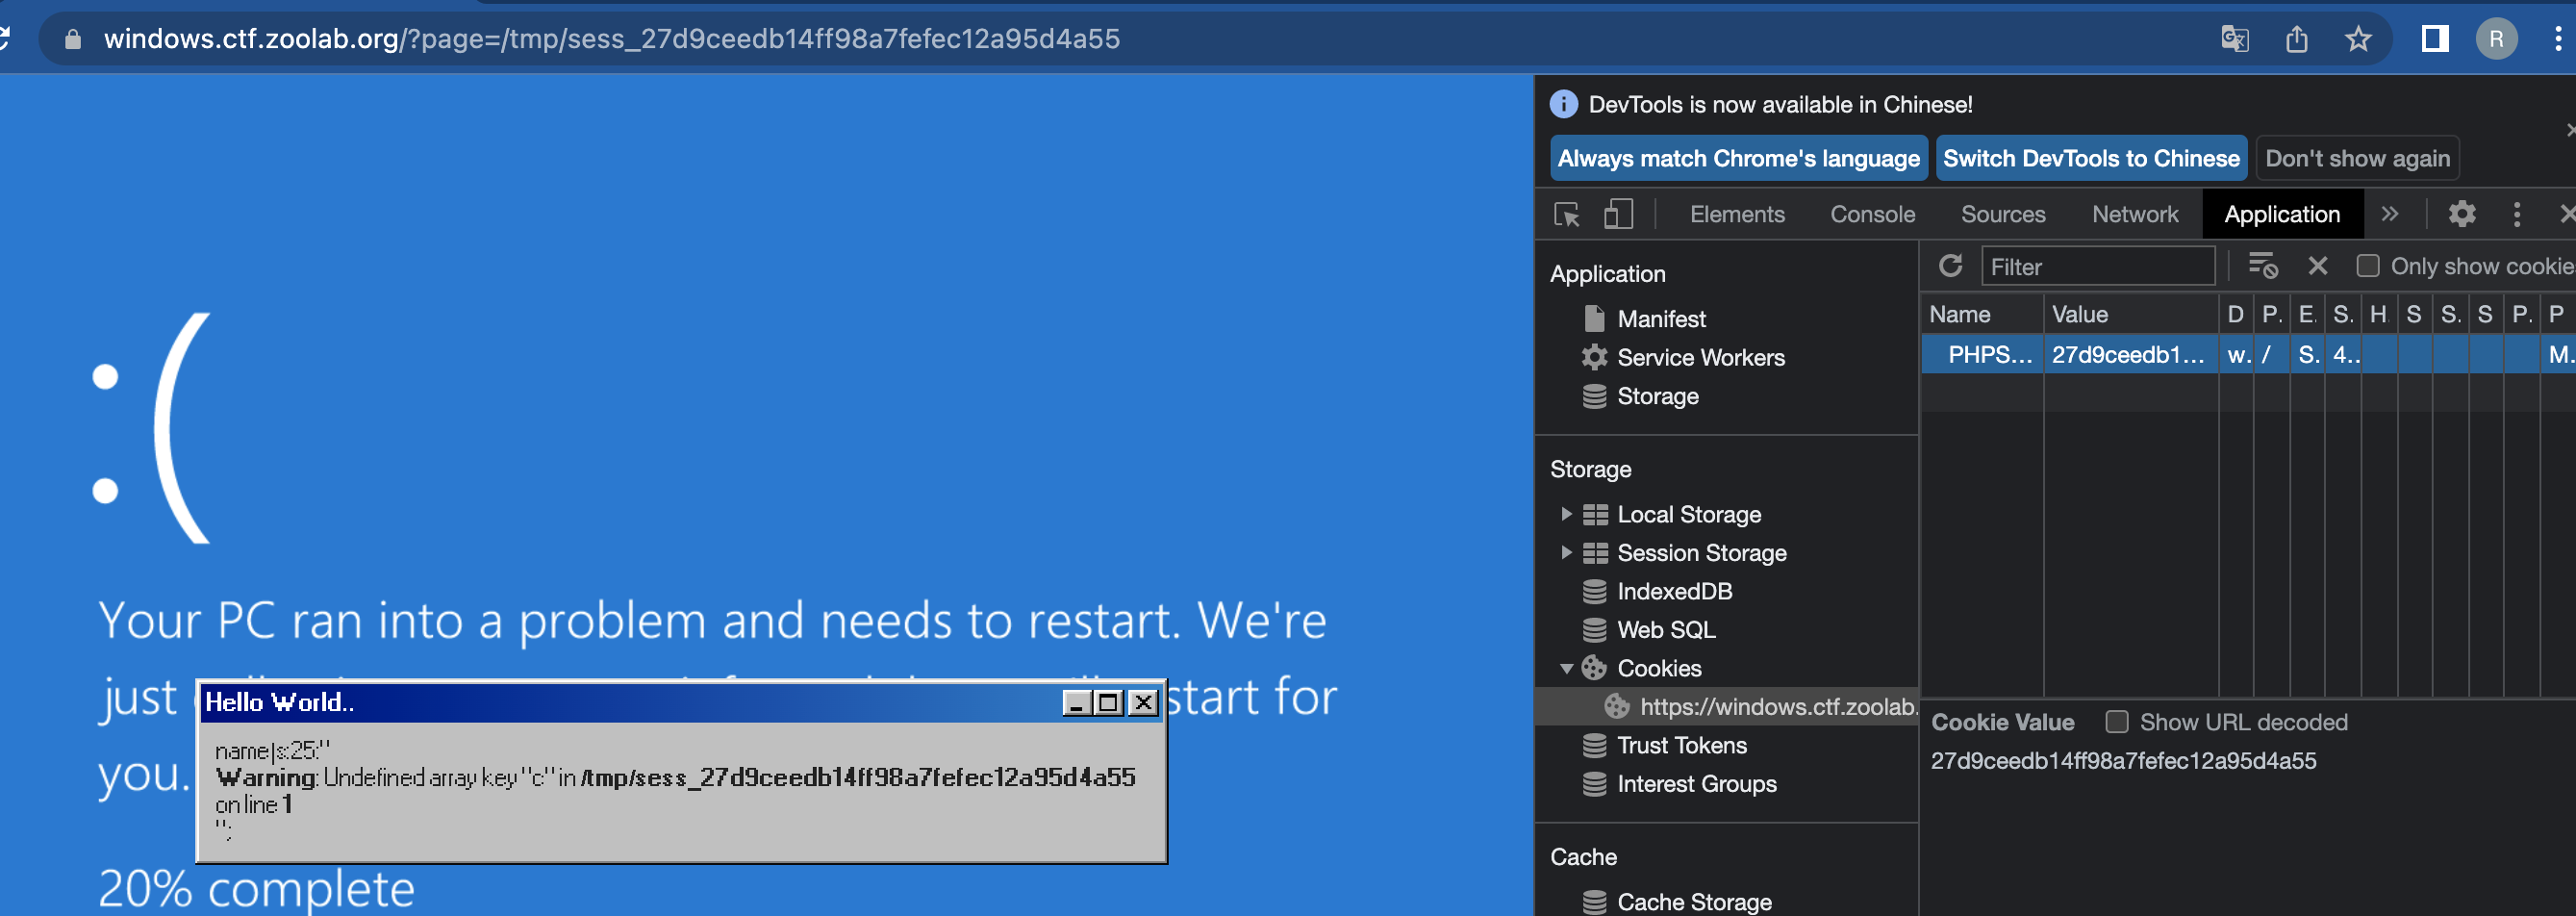 windows.ctf.zoolab.org/?page=/tmp/sess_27d9ceedb14ff98a7fefec12a95d4a55
R
DevTools is now available in Chinese!
Always match Chrome's language
Switch DevTools to Chinese
Don't show again
Elements
Console
Sources
Network
Application
Application
Manifest
Service Workers
Storage
Storage
Local Storage
Session Storage
IndexedDB
Web SQL
Cookies
https://windows.ctf.zoolab.
Trust Tokens
Interest Groups
Cache
Cache Storage
Filter
Only show cookie
Name Value D P. E. S. H S S. S P. P
PHPS... 27d9ceedb1... w. / S. 4.. M.
Cookie Value Show URL decoded
27d9ceedb14ff98a7fefec12a95d4a55
:(
Your PC ran into a problem and needs to restart. We're
just start for
you.
20% complete
Hello World..
name|s:25:"
Warning: Undefined array key "c" in /tmp/sess_27d9ceedb14ff98a7fefec12a95d4a55
on line 1
";